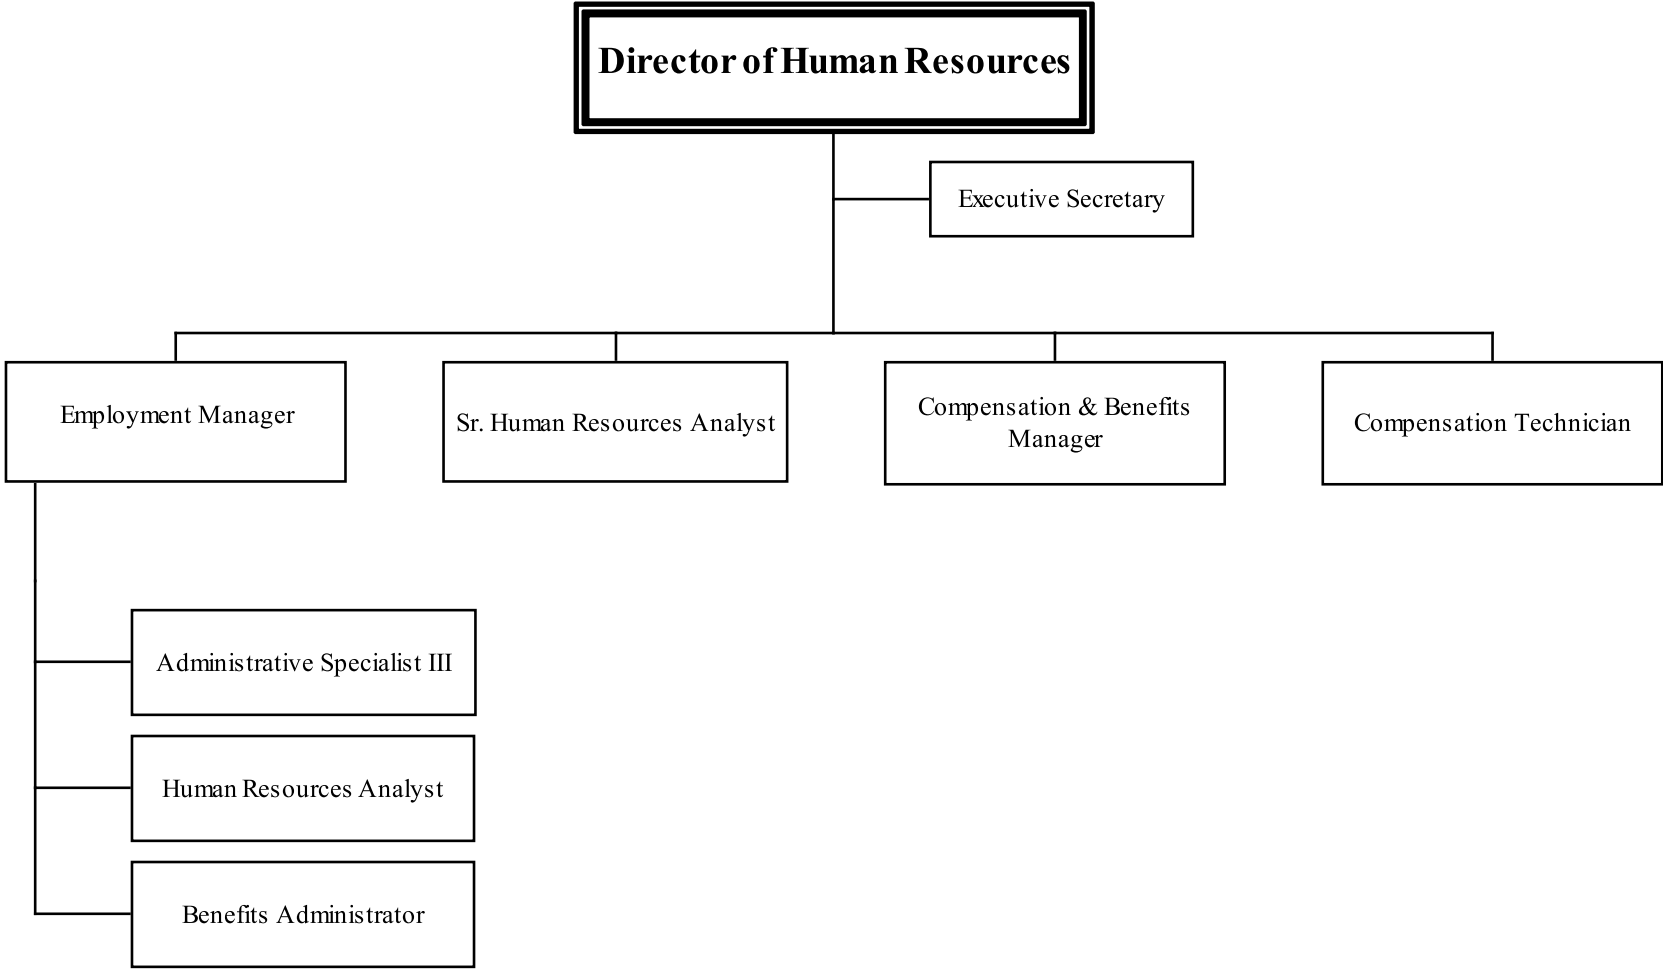 Director of Human Resources
Executive Secretary
Employment Manager
Sr. Human Resources Analyst
Compensation & Benefits
Manager
Compensation Technician
Administrative Specialist III
Human Resources Analyst
Benefits Administrator